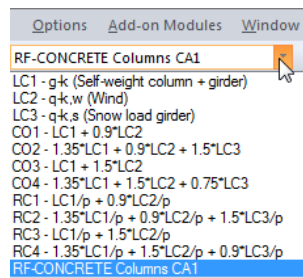 Options Add-on Modules Window
RF-CONCRETE Columns CA1
LC1 - g-k (Self-weight column + girder)
LC2 - q-k,w (Wind)
LC3 - q-k,s (Snow load girder)
CO1 - LC1 + 0.9*LC2
CO2 - 1.35*LC1 + 0.9*LC2 + 1.5*LC3
CO3 - LC1 + 1.5*LC2
CO4 - 1.35*LC1 + 1.5*LC2 + 0.75*LC3
RC1 - LC1/p + 0.9*LC2/p
RC2 - 1.35*LC1/p + 0.9*LC2/p + 1.5*LC3/p
RC3 - LC1/p + 1.5*LC2/p
RC4 - 1.35*LC1/p + 1.5*LC2/p + 0.9*LC3/p
RF-CONCRETE Columns CA1